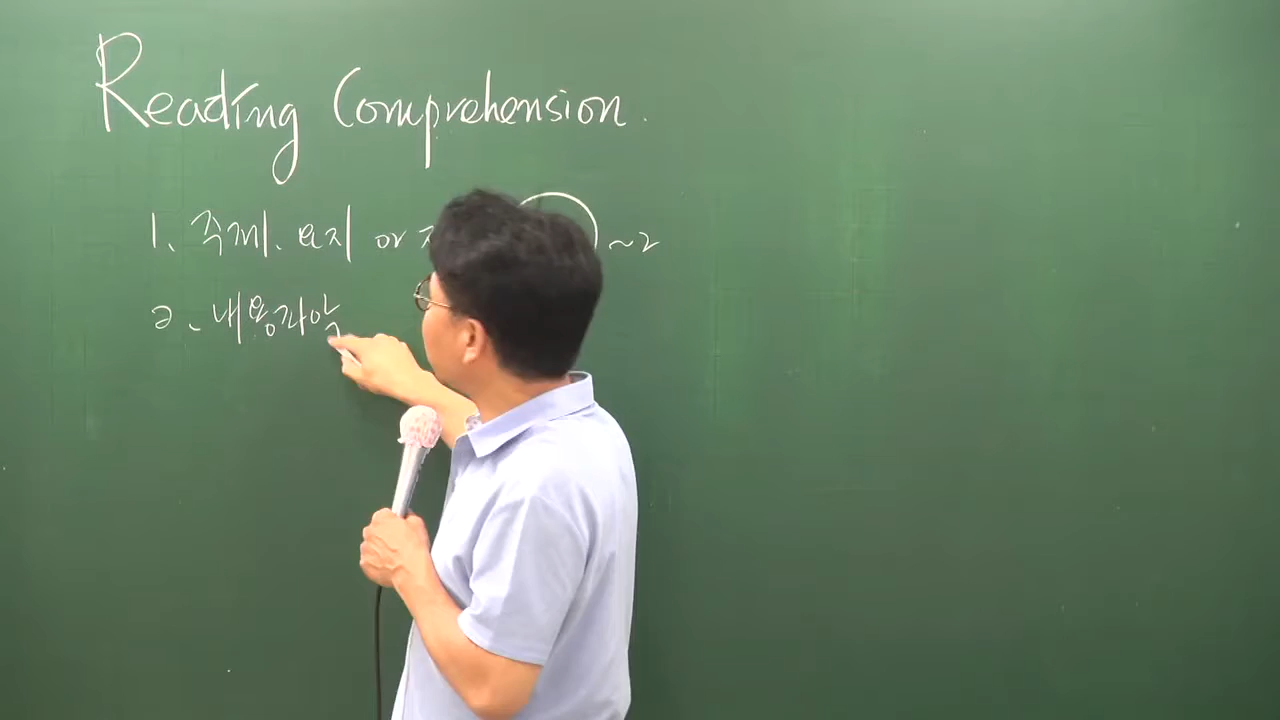 Reading Comprehension.
1. 주제. 요지 or ~2
2. 내용파악